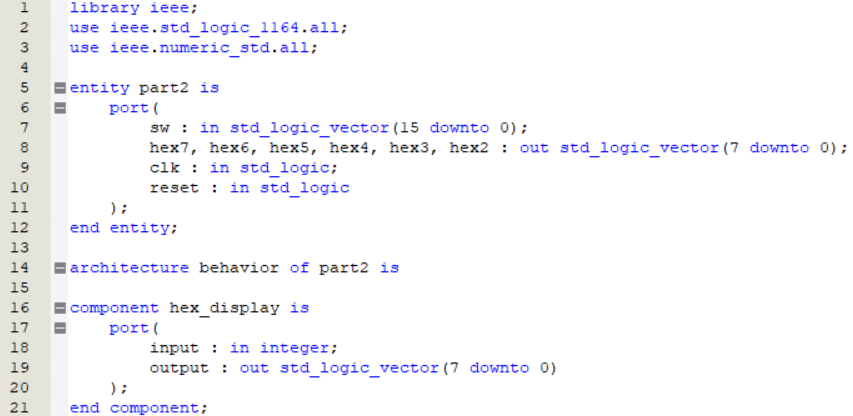 1 library ieee;
2 use ieee.std_logic_1164.all;
3 use ieee.numeric_std.all;
4
5 entity part2 is
6 port(
7 sw : in std_logic_vector(15 downto 0);
8 hex7, hex6, hex5, hex4, hex3, hex2 : out std_logic_vector(7 downto 0);
9 clk : in std_logic;
10 reset : in std_logic
11 );
12 end entity;
13
14 architecture behavior of part2 is
15
16 component hex_display is
17 port(
18 input : in integer;
19 output : out std_logic_vector(7 downto 0)
20 );
21 end component;